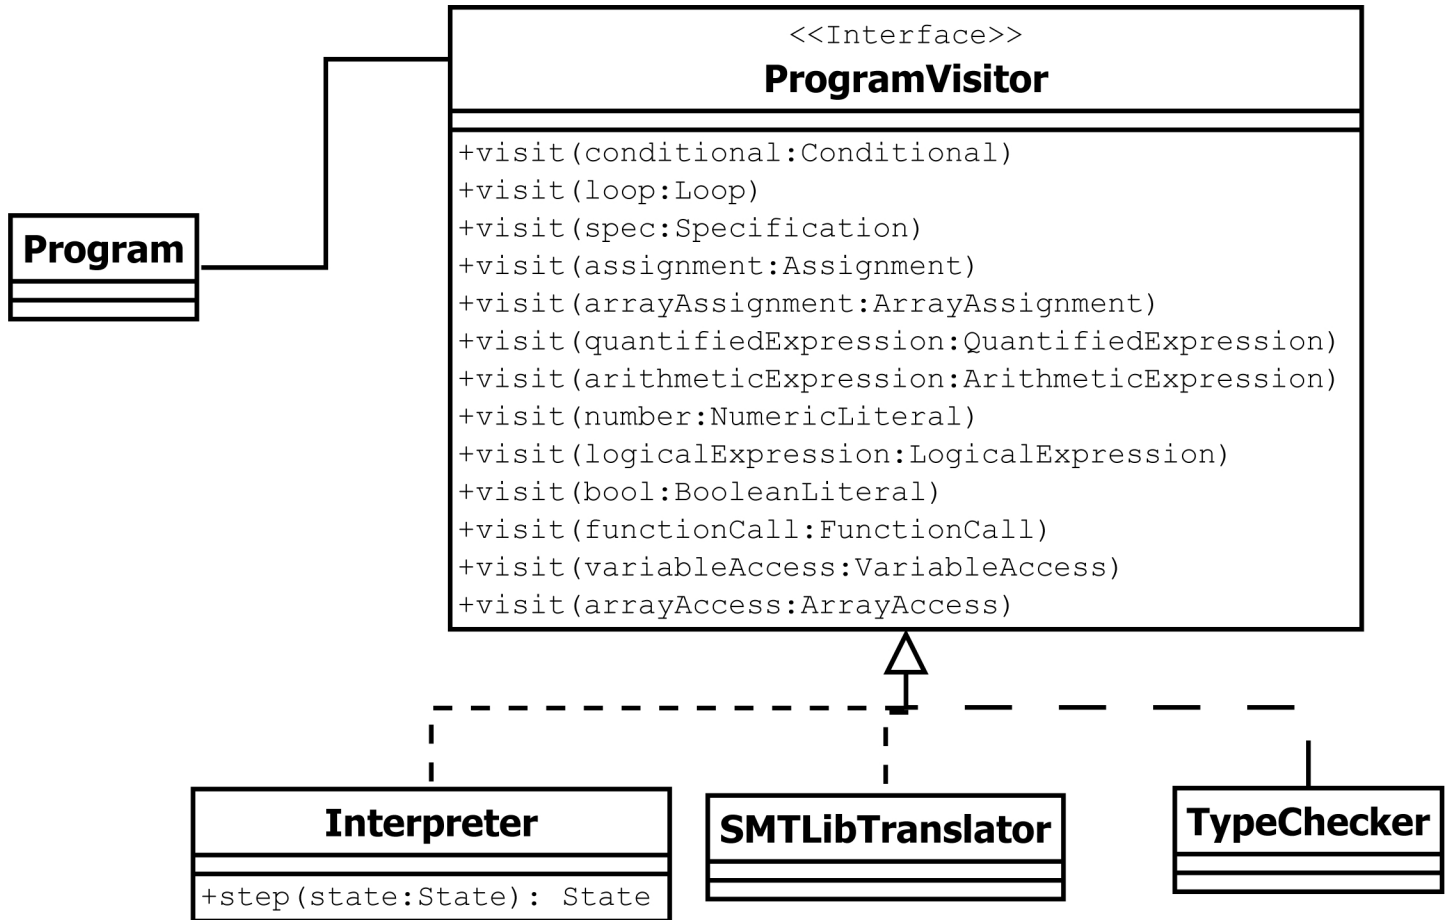 <<Interface>>
ProgramVisitor
+visit(conditional:Conditional)
+visit(loop:Loop)
+visit(spec:Specification)
+visit(assignment:Assignment)
+visit(arrayAssignment:ArrayAssignment)
+visit(quantifiedExpression:QuantifiedExpression)
+visit(arithmeticExpression:ArithmeticExpression)
+visit(number:NumericLiteral)
+visit(logicalExpression:LogicalExpression)
+visit(bool:BooleanLiteral)
+visit(functionCall:FunctionCall)
+visit(variableAccess:VariableAccess)
+visit(arrayAccess:ArrayAccess)
Program
Interpreter
+step(state:State): State
SMTLibTranslator
TypeChecker